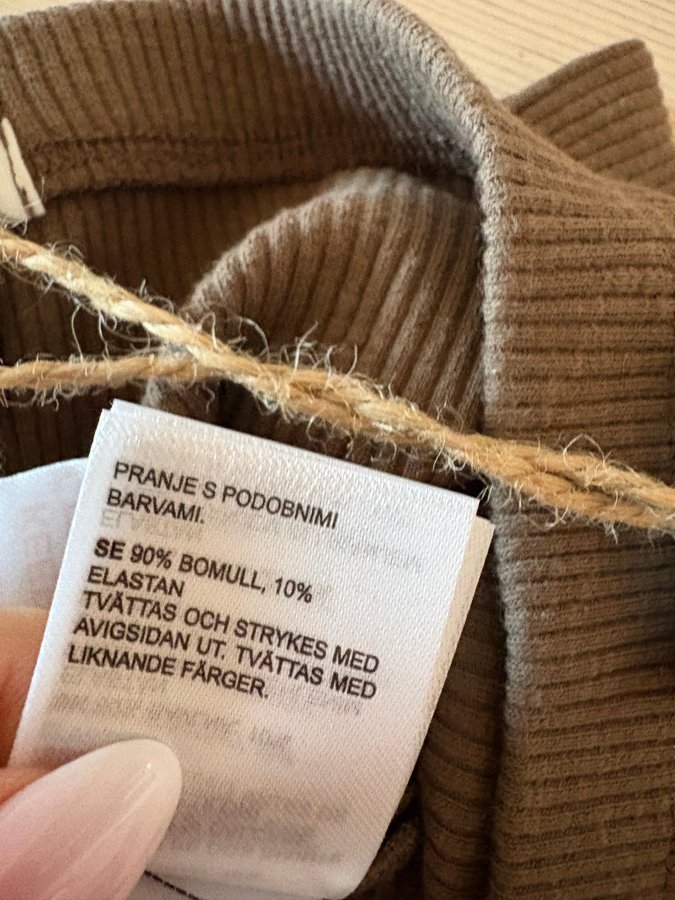 PRANJE S PODOBNIMI
BARVAMI.
SE 90% BOMULL, 10%
ELASTAN
TVÄTTAS OCH STRYKES MED
AVIGSIDAN UT. TVÄTTAS MED
LIKNANDE FÄRGER.